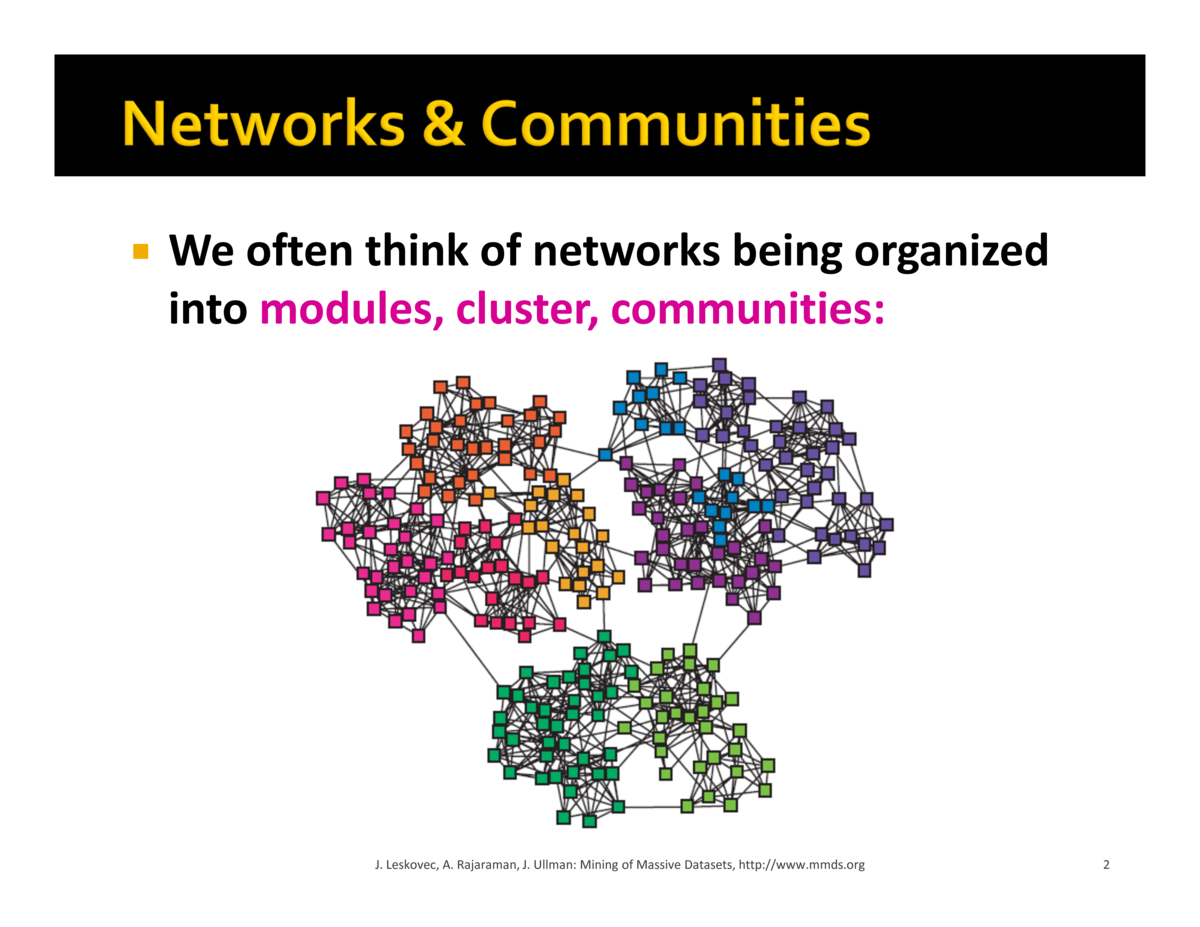 Networks & Communities
We often think of networks being organized
into modules, cluster, communities:
J. Leskovec, A. Rajaraman, J. Ullman: Mining of Massive Datasets, http://www.mmds.org
2